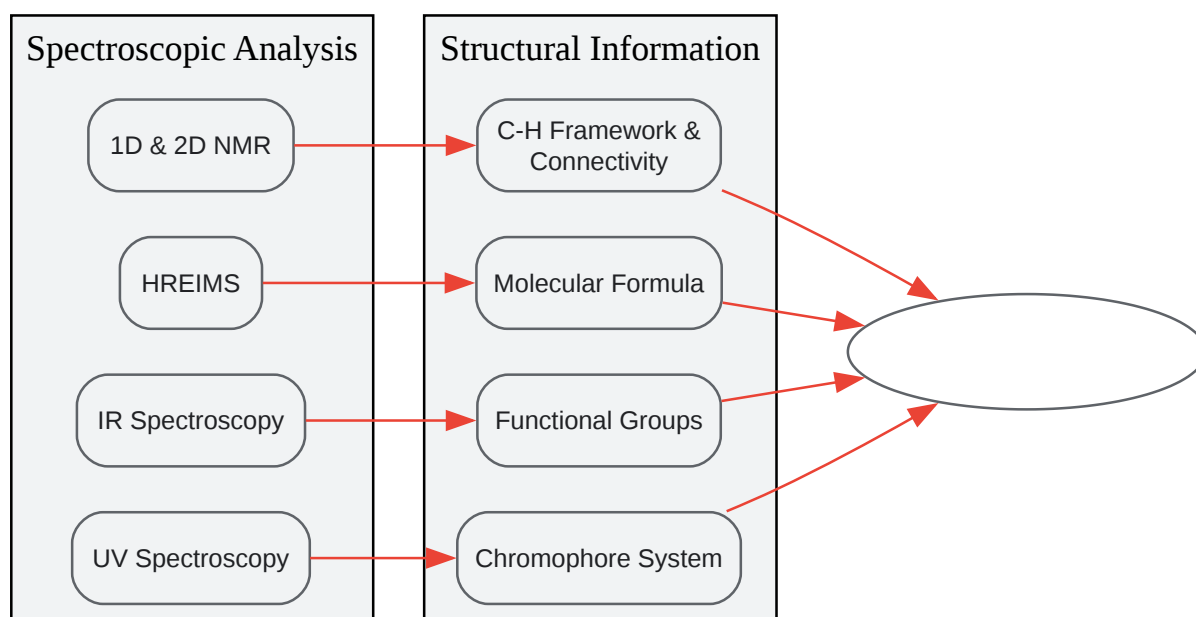 Spectroscopic Analysis
Structural Information
1D & 2D NMR
C-H Framework &
Connectivity
HREIMS
Molecular Formula
IR Spectroscopy
Functional Groups
UV Spectroscopy
Chromophore System